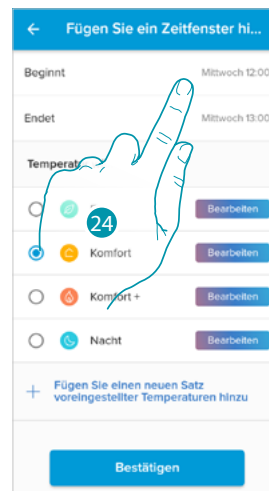 Fügen Sie ein Zeitfenster hi...
Beginnt Mittwoch 12:00
Endet Mittwoch 13:00
Bearbeiten
24
Komfort Bearbeiten
Komfort + Bearbeiten
Nacht Bearbeiten
+ Fügen Sie einen neuen Satz
voreingestellter Temperaturen hinzu
Bestätigen